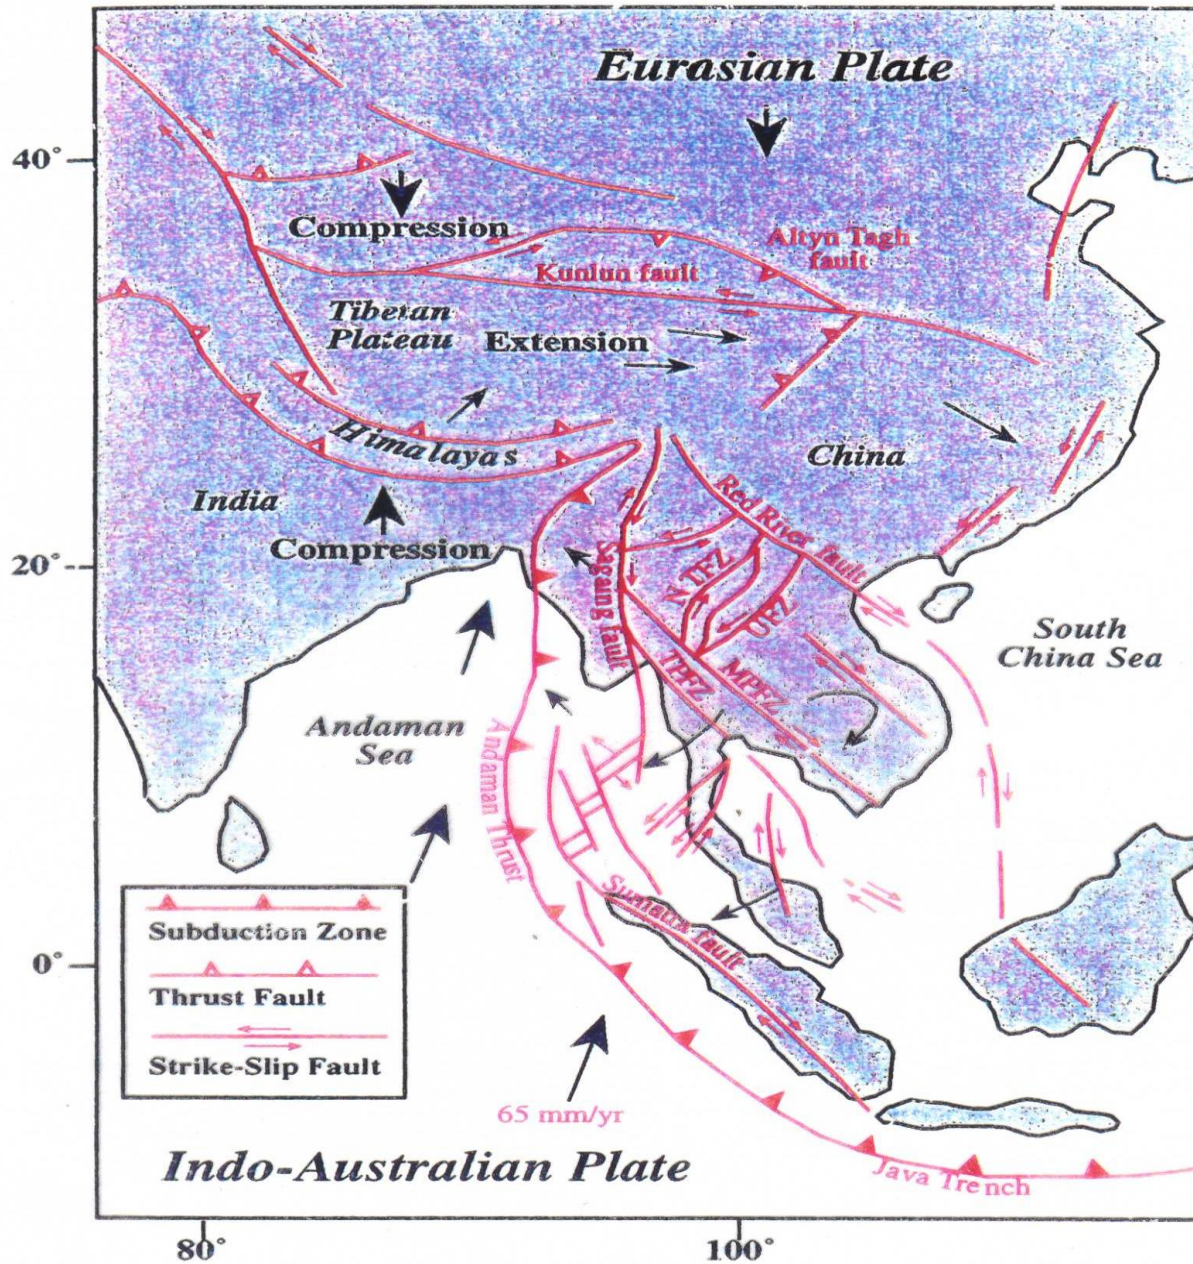 Eurasian Plate
40°
Compression
Altyn Tagh
fault
Kunlun fault
Tibetan
Plateau
Extension
Himalayas
China
India
Red River fault
Compression
20°
Sagaing fault
N TFZ
UFZ
South
China Sea
TPFZ
MPFZ
Andaman
Sea
Andaman Thrust
Subduction Zone
Sumatra fault
0°
Thrust Fault
Strike-Slip Fault
65 mm/yr
Indo-Australian Plate
Java Trench
80°
100°